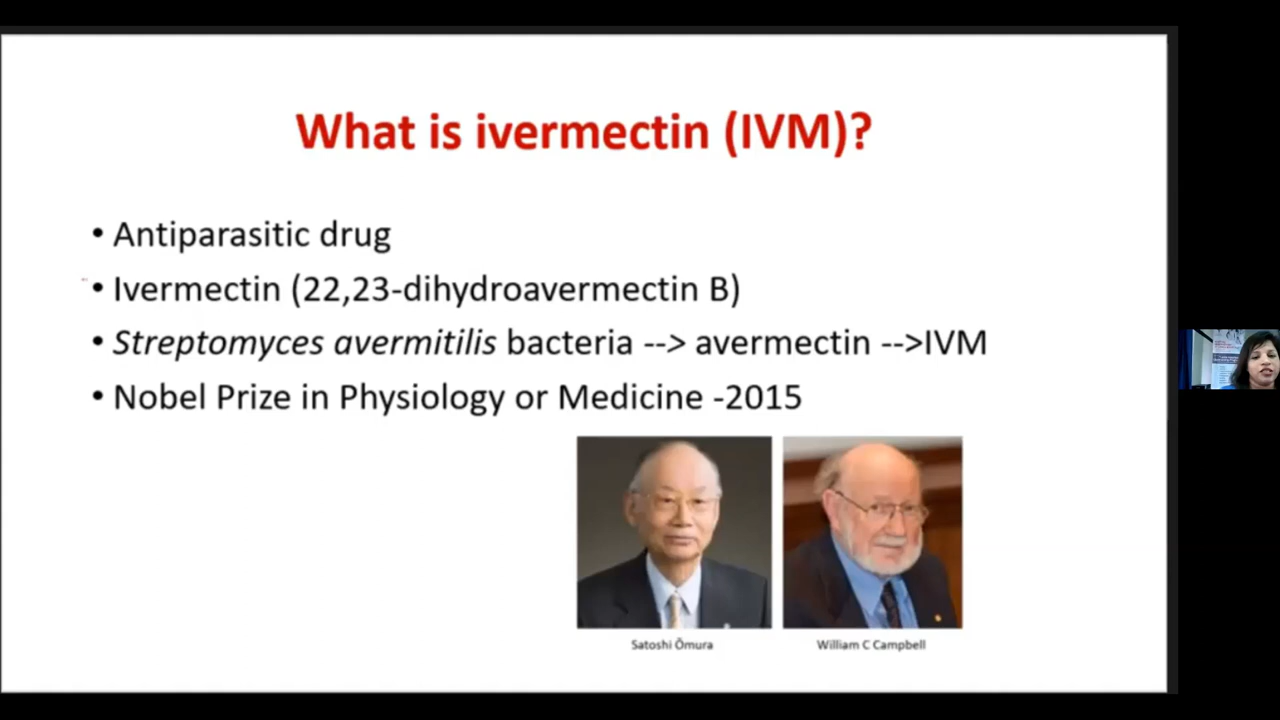 What is ivermectin (IVM)?
• Antiparasitic drug
• Ivermectin (22,23-dihydroavermectin B)
• Streptomyces avermitilis bacteria --> avermectin -->IVM
• Nobel Prize in Physiology or Medicine -2015
Satoshi Ōmura
William C Campbell